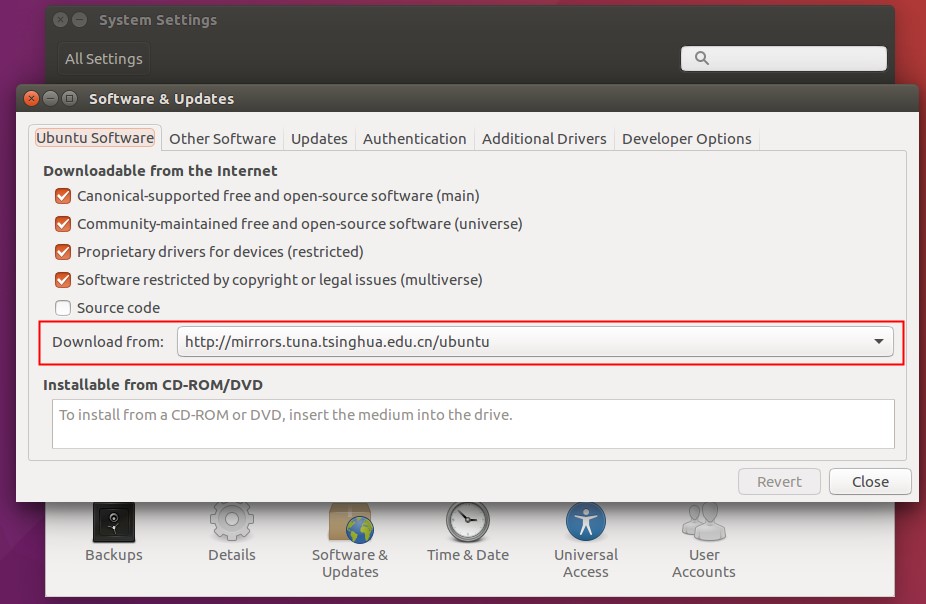 System Settings
All Settings
Software & Updates
Ubuntu Software
Other Software
Updates
Authentication
Additional Drivers
Developer Options
Downloadable from the Internet
Canonical-supported free and open-source software (main)
Community-maintained free and open-source software (universe)
Proprietary drivers for devices (restricted)
Software restricted by copyright or legal issues (multiverse)
Source code
Download from: http://mirrors.tuna.tsinghua.edu.cn/ubuntu
Installable from CD-ROM/DVD
To install from a CD-ROM or DVD, insert the medium into the drive.
Revert
Close
Backups
Details
Software &
Updates
Time & Date
Universal
Access
User
Accounts